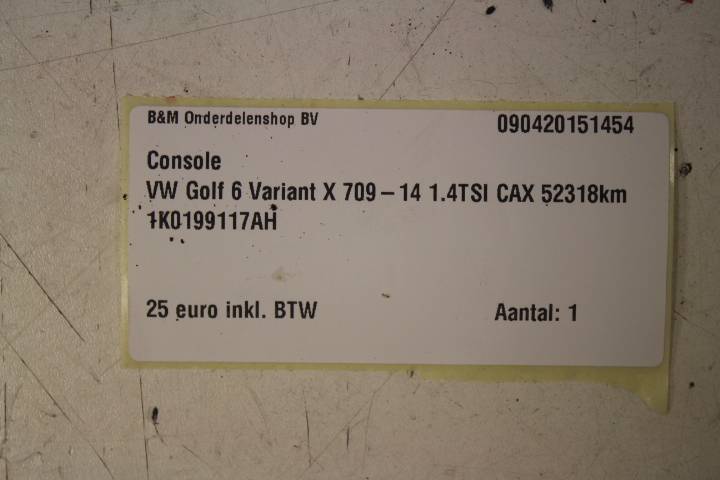 B&M Onderdelenshop BV 090420151454
Console
VW Golf 6 Variant X 709-14 1.4TSI CAX 52318km
1K0199117AH
25 euro inkl. BTW Aantal: 1